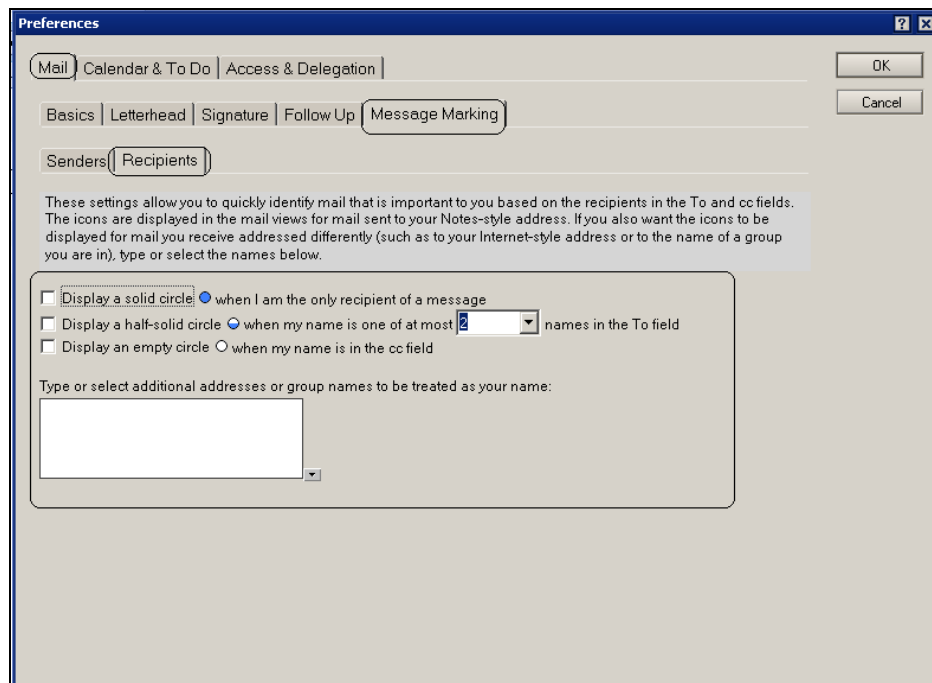 Preferences
Mail Calendar & To Do Access & Delegation OK
Basics Letterhead Signature Follow Up Message Marking Cancel
Senders Recipients
These settings allow you to quickly identify mail that is important to you based on the recipients in the To and cc fields.
The icons are displayed in the mail views for mail sent to your Notes-style address. If you also want the icons to be
displayed for mail you receive addressed differently (such as to your Internet-style address or to the name of a group
you are in), type or select the names below.
Display a solid circle when I am the only recipient of a message
Display a half-solid circle when my name is one of at most 2 names in the To field
Display an empty circle when my name is in the cc field
Type or select additional addresses or group names to be treated as your name: